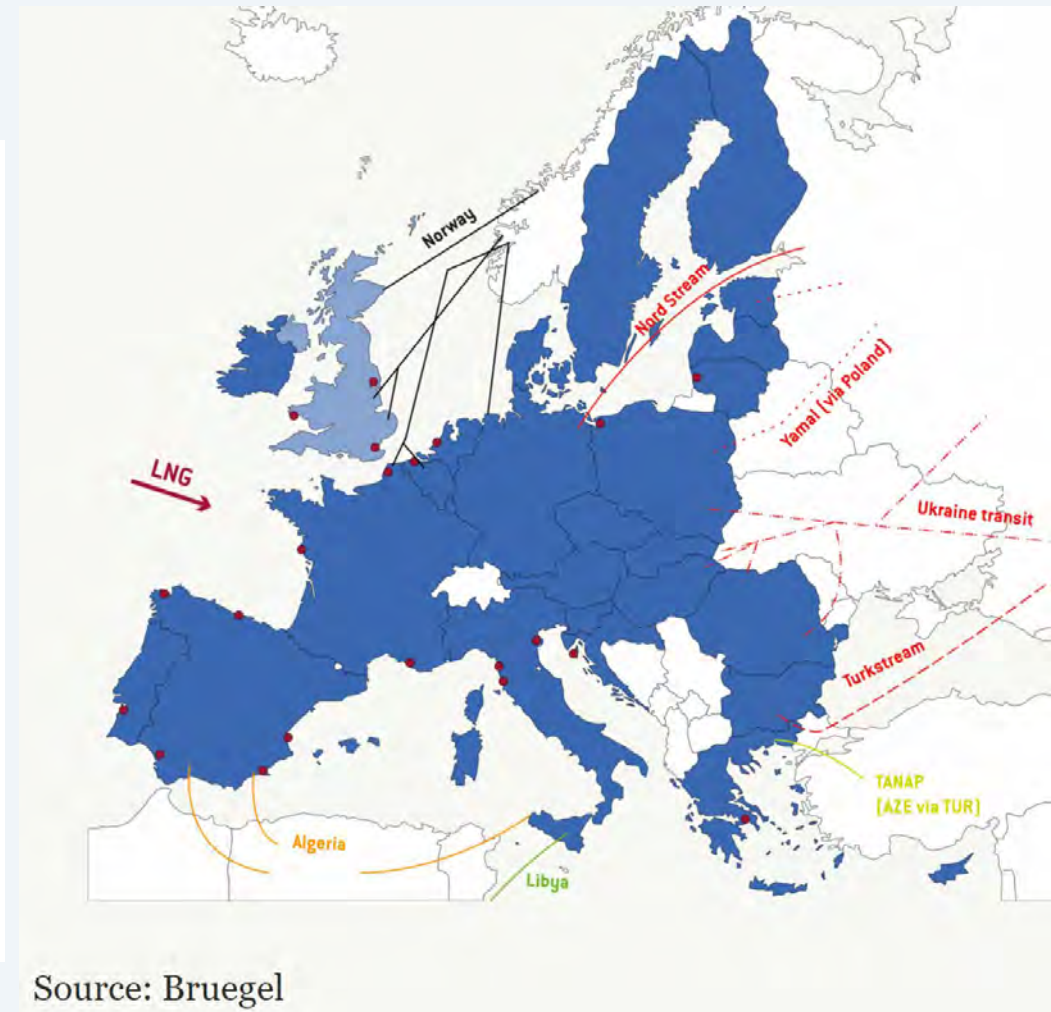 Norway
Nord Stream
Yamal (via Poland)
LNG
Ukraine transit
Turkstream
TANAP
(AZE via TUR)
Algeria
Libya
Source: Bruegel